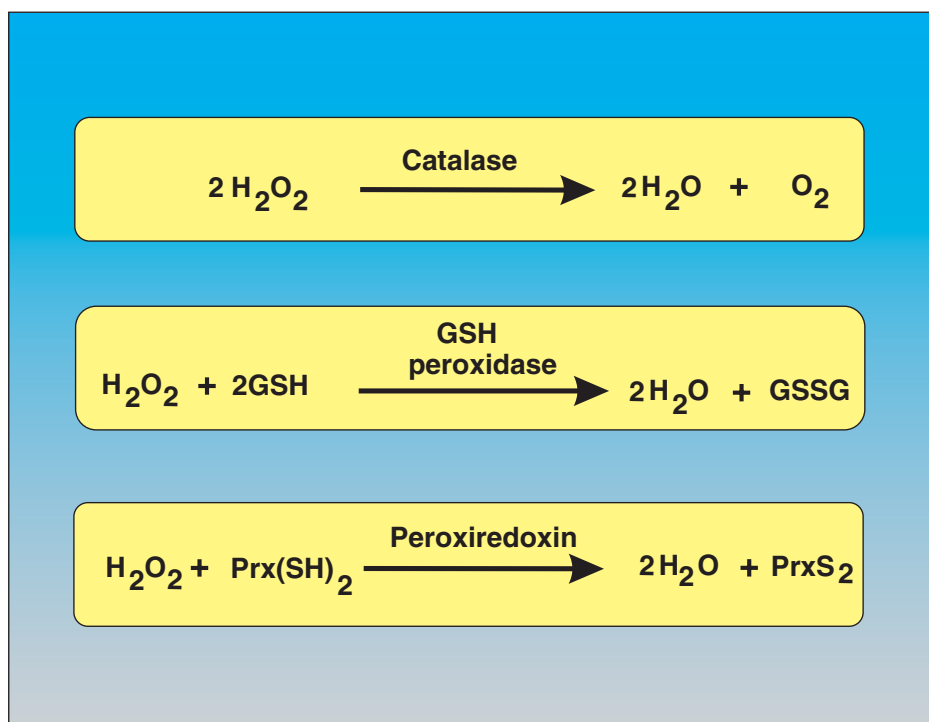 Catalase
2 H₂O₂ 2 H₂O + O₂
GSH
peroxidase
H₂O₂ + 2GSH 2 H₂O + GSSG
Peroxiredoxin
H₂O₂ + Prx(SH)₂ 2 H₂O + PrxS₂